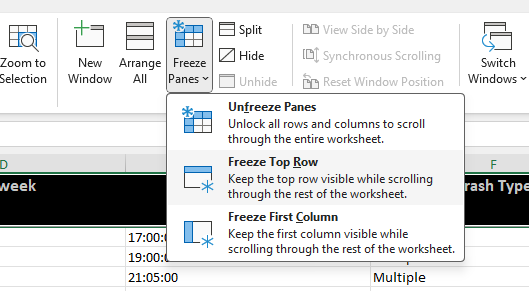 Split
View Side by Side
Zoom to
Selection
New
Window
Arrange
All
Freeze
Panes
Hide
Synchronous Scrolling
Switch
Windows
Unhide
Reset Window Position
Unfreeze Panes
Unlock all rows and columns to scroll
through the entire worksheet.
Freeze Top Row
Keep the top row visible while scrolling
through the rest of the worksheet.
Freeze First Column
Keep the first column visible while
scrolling through the rest of the worksheet.
D
F
week
rash Type
17:00:0
19:00:0
21:05:00
Multiple